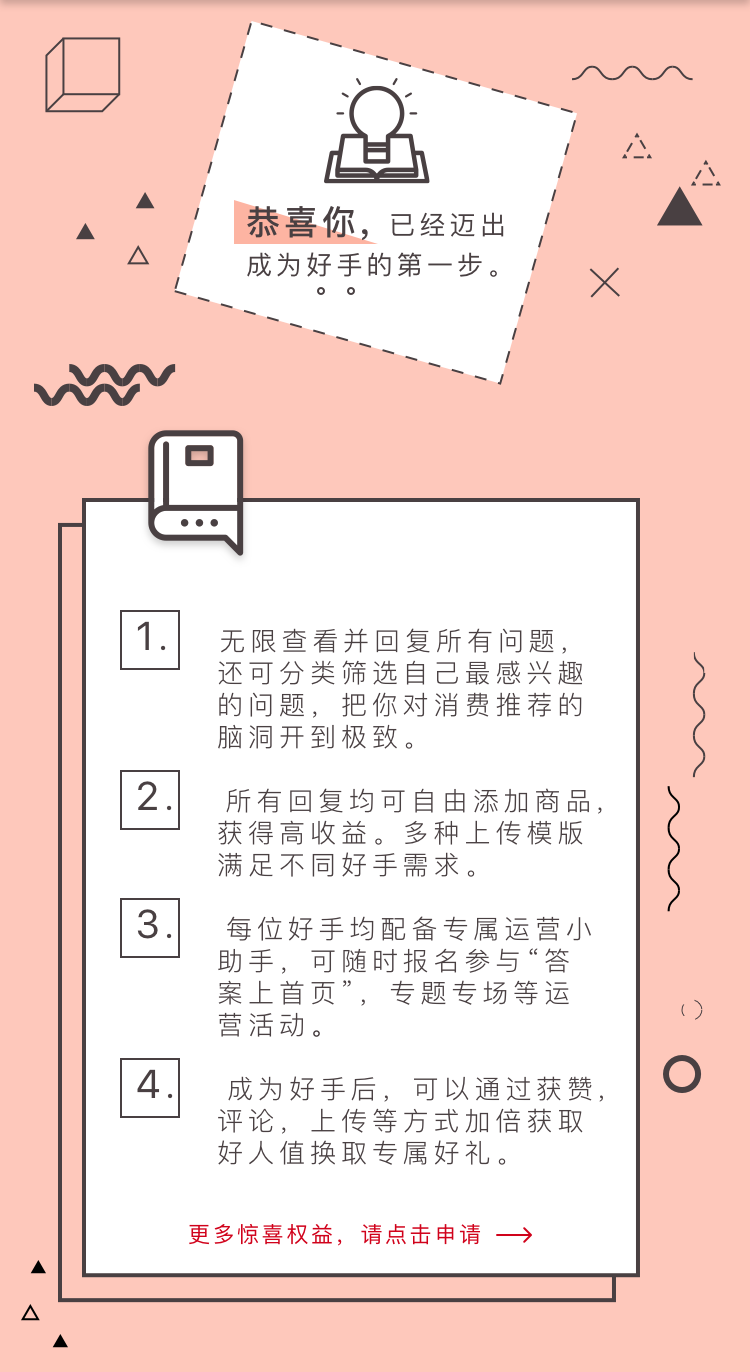 恭喜你，已经迈出
成为好手的第一步。
1.
无限查看并回复所有问题，
还可分类筛选自己最感兴趣
的问题，把你对消费推荐的
脑洞开到极致。
2.
所有回复均可自由添加商品，
获得高收益。多种上传模版
满足不同好手需求。
3.
每位好手均配备专属运营小
助手，可随时报名参与“答
案上首页”，专题专场等运
营活动。
4.
成为好手后，可以通过获赞，
评论，上传等方式加倍获取
好人值换取专属好礼。
更多惊喜权益，请点击申请